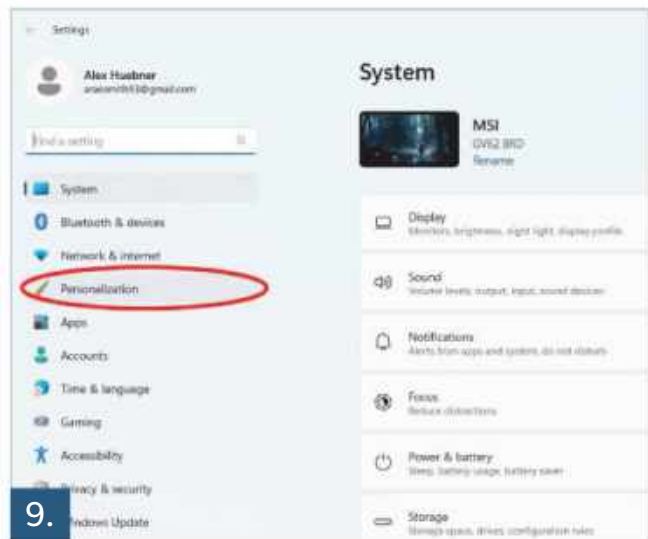 Settings
Alex Huebner
Find a setting
System
Bluetooth & devices
Network & internet
Personalization
Apps
Accounts
Time & language
Gaming
Accessibility
Privacy & security
Windows Update
9.
System
MSI
Rename
Display
Monitors, brightness, night light, display profile
Sound
Volume levels, output, input, sound devices
Notifications
Alerts from apps and system, do not disturb
Focus
Reduce distractions
Power & battery
Sleep, battery usage, battery saver
Storage
Storage space, drives, configuration rules